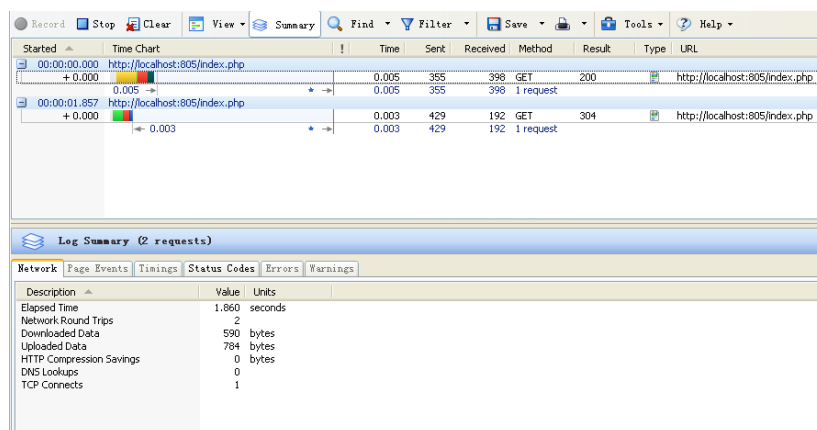 Record Stop Clear View Summary Find Filter Save Tools Help
Started Time Chart ! Time Sent Received Method Result Type URL
00:00:00.000 http://localhost:805/index.php
+ 0.000 0.005 355 398 GET 200 http://localhost:805/index.php
0.005 * 0.005 355 398 1 request
00:00:01.857 http://localhost:805/index.php
+ 0.000 0.003 429 192 GET 304 http://localhost:805/index.php
0.003 * 0.003 429 192 1 request
Log Summary (2 requests)
Network Page Events Timings Status Codes Errors Warnings
Description Value Units
Elapsed Time 1.860 seconds
Network Round Trips 2
Downloaded Data 590 bytes
Uploaded Data 784 bytes
HTTP Compression Savings 0 bytes
DNS Lookups 0
TCP Connects 1